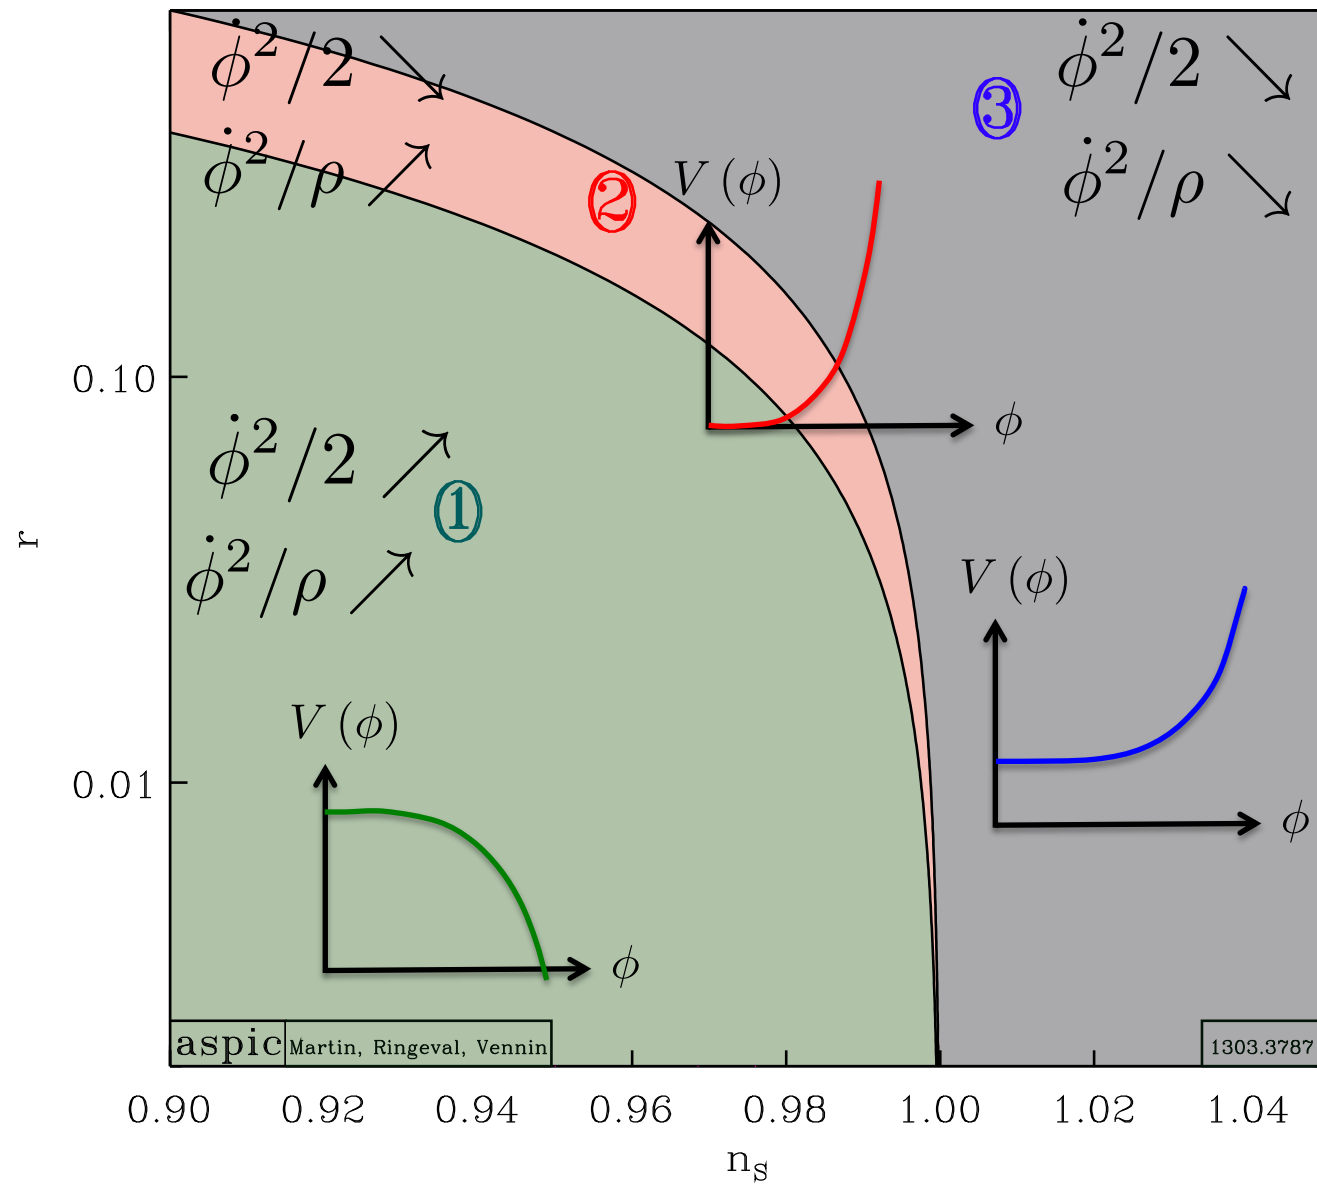 ϕ̇²/2 ↘
ϕ̇²/ρ ↗
②
V (ϕ)
ϕ
③
ϕ̇²/2 ↘
ϕ̇²/ρ ↘
0.10
0.01
r
ϕ̇²/2 ↗
①
ϕ̇²/ρ ↗
V (ϕ)
ϕ
V (ϕ)
ϕ
aspic
Martin, Ringeval, Vennin
1303.3787
0.90 0.92 0.94 0.96 0.98 1.00 1.02 1.04
n_S